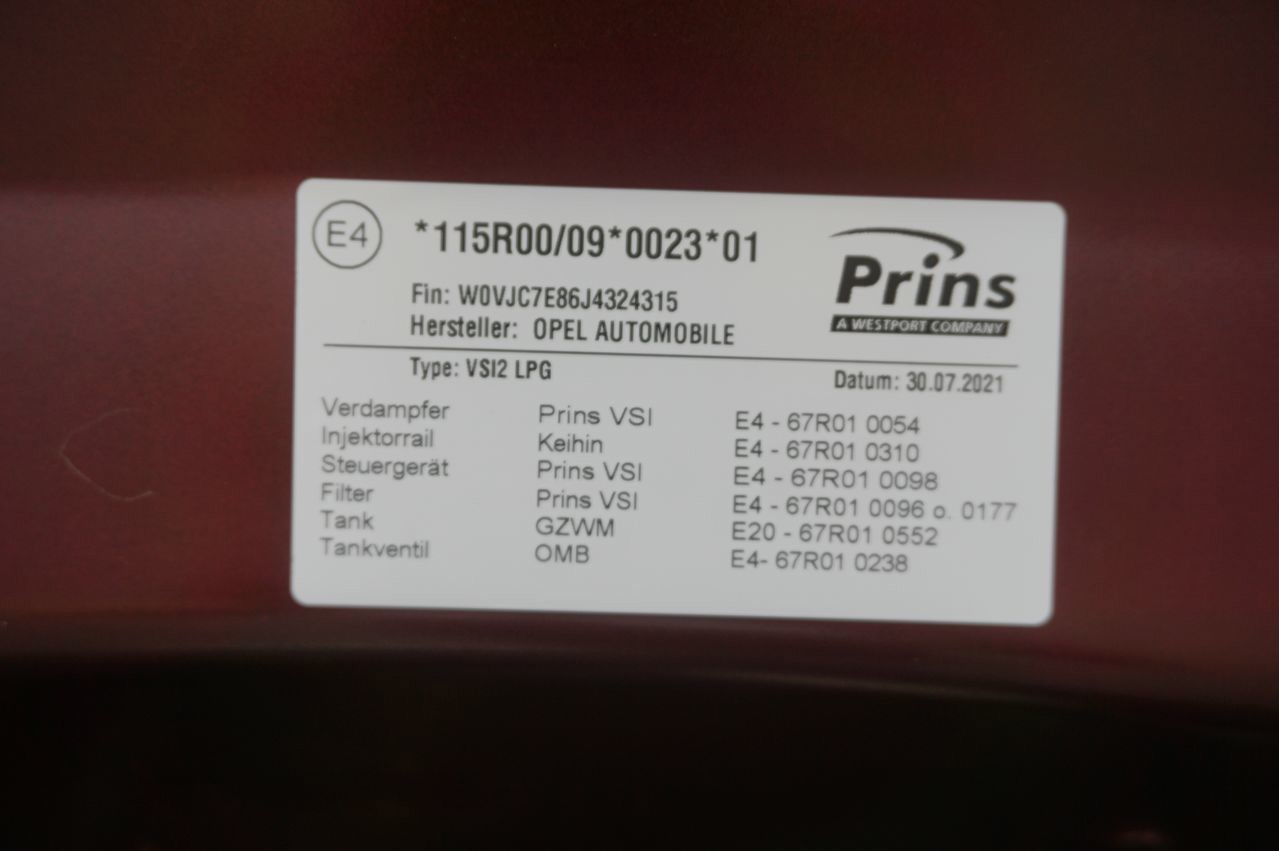 E4 *115R00/09*0023*01
Prins
A WESTPORT COMPANY
Fin: W0VJC7E86J4324315
Hersteller: OPEL AUTOMOBILE
Type: VSI2 LPG Datum: 30.07.2021
Verdampfer Prins VSI E4 - 67R01 0054
Injektorrail Keihin E4 - 67R01 0310
Steuergerät Prins VSI E4 - 67R01 0098
Filter Prins VSI E4 - 67R01 0096 o. 0177
Tank GZWM E20 - 67R01 0552
Tankventil OMB E4- 67R01 0238